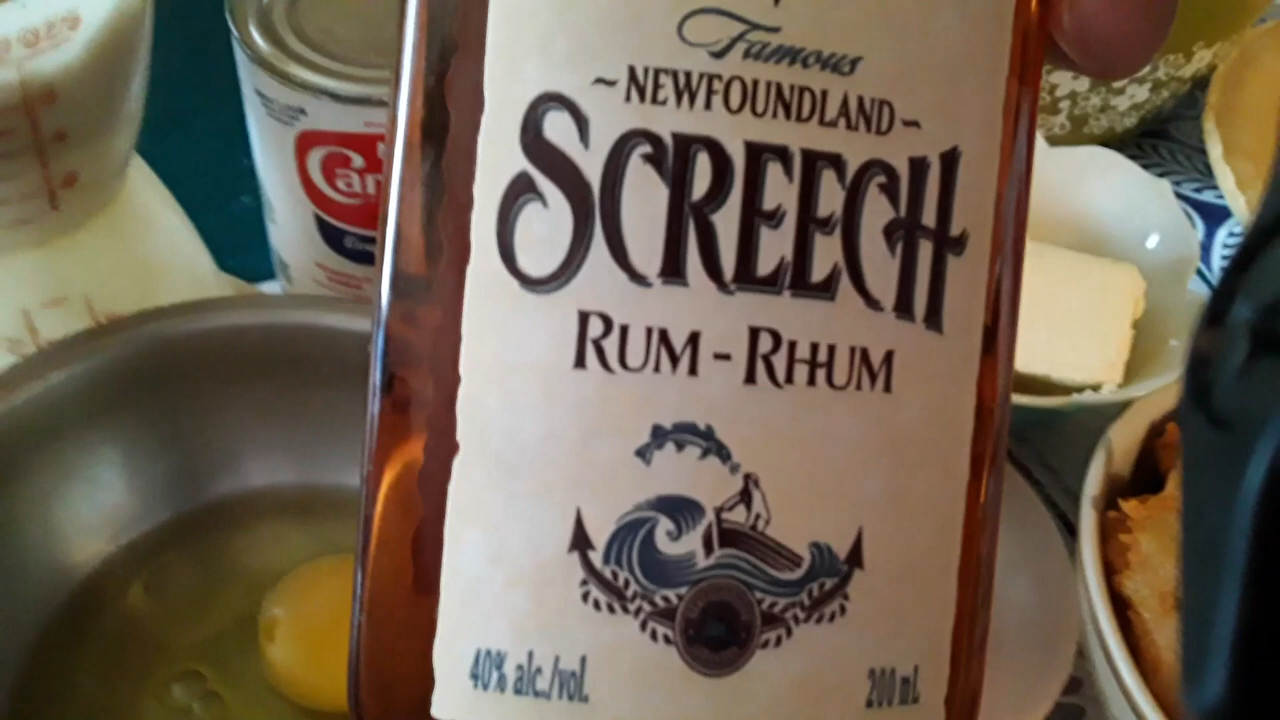 Famous
~NEWFOUNDLAND~
SCREECH
RUM-RHUM
40% alc./vol.
200 mL